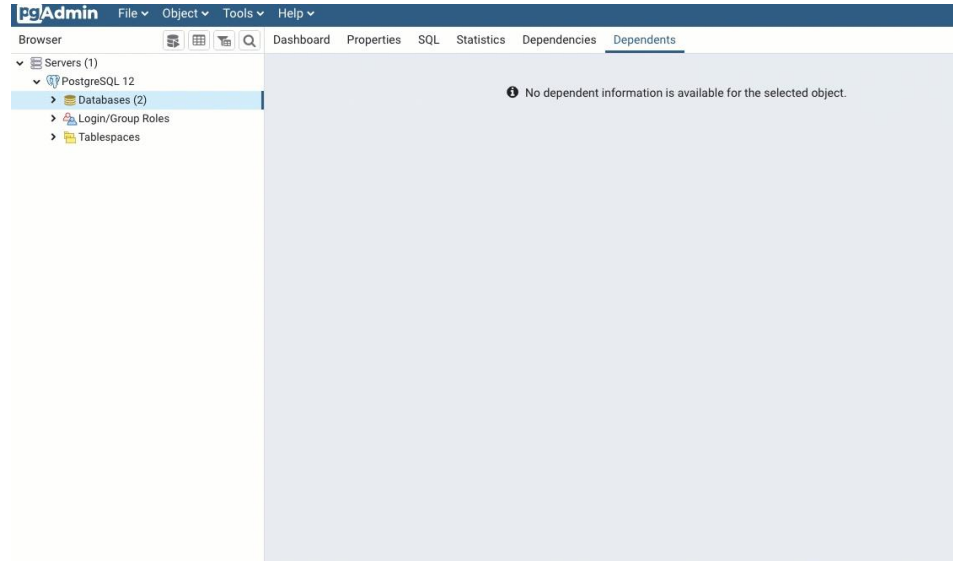 pgAdmin File Object Tools Help
Browser Dashboard Properties SQL Statistics Dependencies Dependents
Servers (1)
PostgreSQL 12
Databases (2)
Login/Group Roles
Tablespaces
No dependent information is available for the selected object.